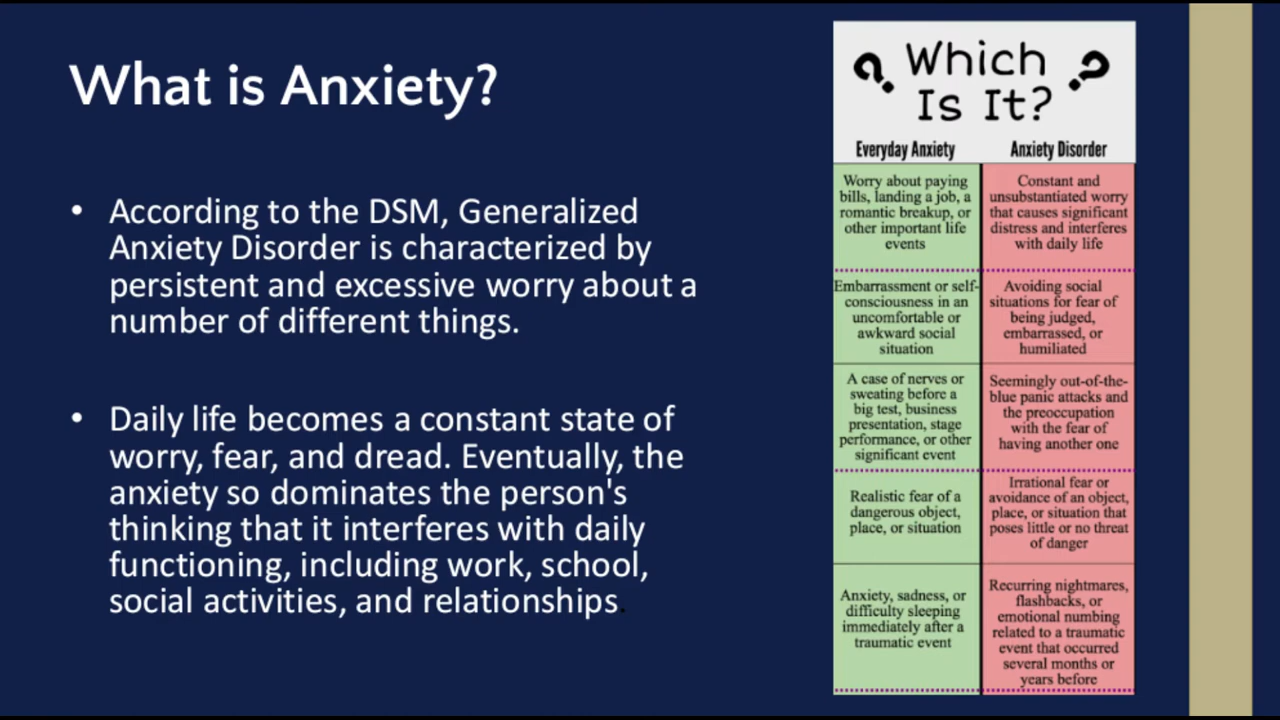 What is Anxiety?
• According to the DSM, Generalized
Anxiety Disorder is characterized by
persistent and excessive worry about a
number of different things.
• Daily life becomes a constant state of
worry, fear, and dread. Eventually, the
anxiety so dominates the person's
thinking that it interferes with daily
functioning, including work, school,
social activities, and relationships.
? Which ?
Is It?
Everyday Anxiety
Anxiety Disorder
Worry about paying
bills, landing a job, a
romantic breakup, or
other important life
events
Constant and
unsubstantiated worry
that causes significant
distress and interferes
with daily life
Embarrassment or self-
consciousness in an
uncomfortable or
awkward social
situation
Avoiding social
situations for fear of
being judged,
embarrassed, or
humiliated
A case of nerves or
sweating before a
big test, business
presentation, stage
performance, or other
significant event
Seemingly out-of-the-
blue panic attacks and
the preoccupation
with the fear of
having another one
Realistic fear of a
dangerous object,
place, or situation
Irrational fear or
avoidance of an object,
place, or situation that
poses little or no threat
of danger
Anxiety, sadness, or
difficulty sleeping
immediately after a
traumatic event
Recurring nightmares,
flashbacks, or
emotional numbing
related to a traumatic
event that occurred
several months or
years before